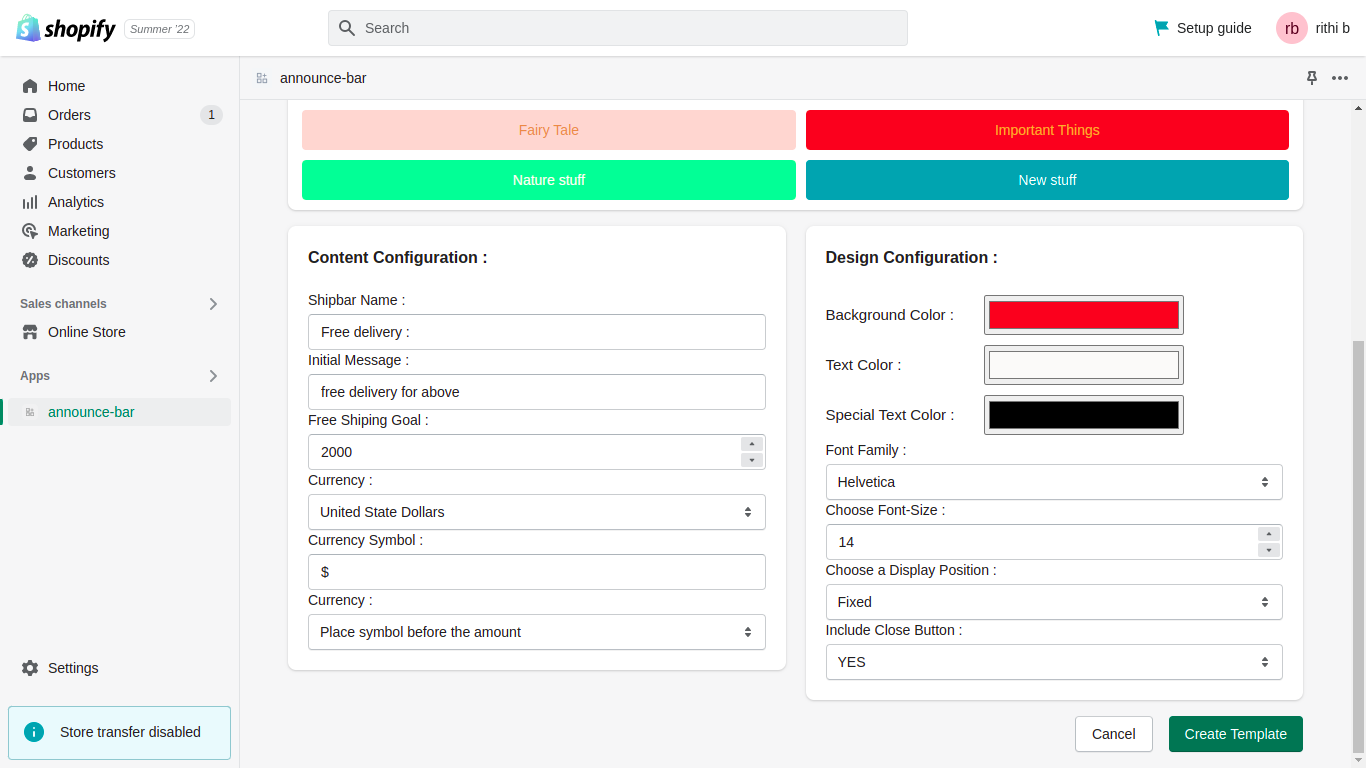 shopify Summer '22
Search
Setup guide
rb rithi b
Home
Orders 1
Products
Customers
Analytics
Marketing
Discounts
Sales channels
Online Store
Apps
announce-bar
Settings
Store transfer disabled
announce-bar
Fairy Tale
Important Things
Nature stuff
New stuff
Content Configuration :
Shipbar Name :
Free delivery :
Initial Message :
free delivery for above
Free Shiping Goal :
2000
Currency :
United State Dollars
Currency Symbol :
$
Currency :
Place symbol before the amount
Design Configuration :
Background Color :
Text Color :
Special Text Color :
Font Family :
Helvetica
Choose Font-Size :
14
Choose a Display Position :
Fixed
Include Close Button :
YES
Cancel
Create Template